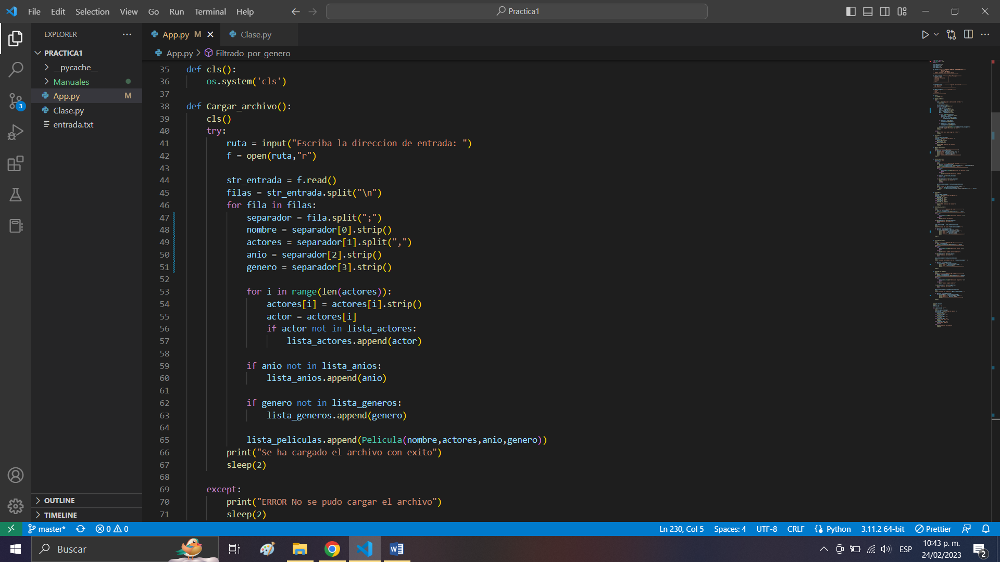 File Edit Selection View Go Run Terminal Help
Practica1
EXPLORER
App.py M
Clase.py
PRACTICA1
App.py > Filtrado_por_genero
__pycache__
Manuales
App.py M
Clase.py
entrada.txt
35 def cls():
36 os.system('cls')
37
38 def Cargar_archivo():
39 cls()
40 try:
41 ruta = input("Escriba la direccion de entrada: ")
42 f = open(ruta,"r")
43
44 str_entrada = f.read()
45 filas = str_entrada.split("\n")
46 for fila in filas:
47 separador = fila.split(";")
48 nombre = separador[0].strip()
49 actores = separador[1].split(",")
50 anio = separador[2].strip()
51 genero = separador[3].strip()
52
53 for i in range(len(actores)):
54 actores[i] = actores[i].strip()
55 actor = actores[i]
56 if actor not in lista_actores:
57 lista_actores.append(actor)
58
59 if anio not in lista_anios:
60 lista_anios.append(anio)
61
62 if genero not in lista_generos:
63 lista_generos.append(genero)
64
65 lista_peliculas.append(Pelicula(nombre,actores,anio,genero))
66 print("Se ha cargado el archivo con exito")
67 sleep(2)
68
69 except:
70 print("ERROR No se pudo cargar el archivo")
71 sleep(2)
OUTLINE
TIMELINE
3
master* 0 0 Ln 230, Col 5 Spaces: 4 UTF-8 CRLF Python 3.11.2 64-bit Prettier
Buscar
ESP
10:43 p. m.
24/02/2023
2